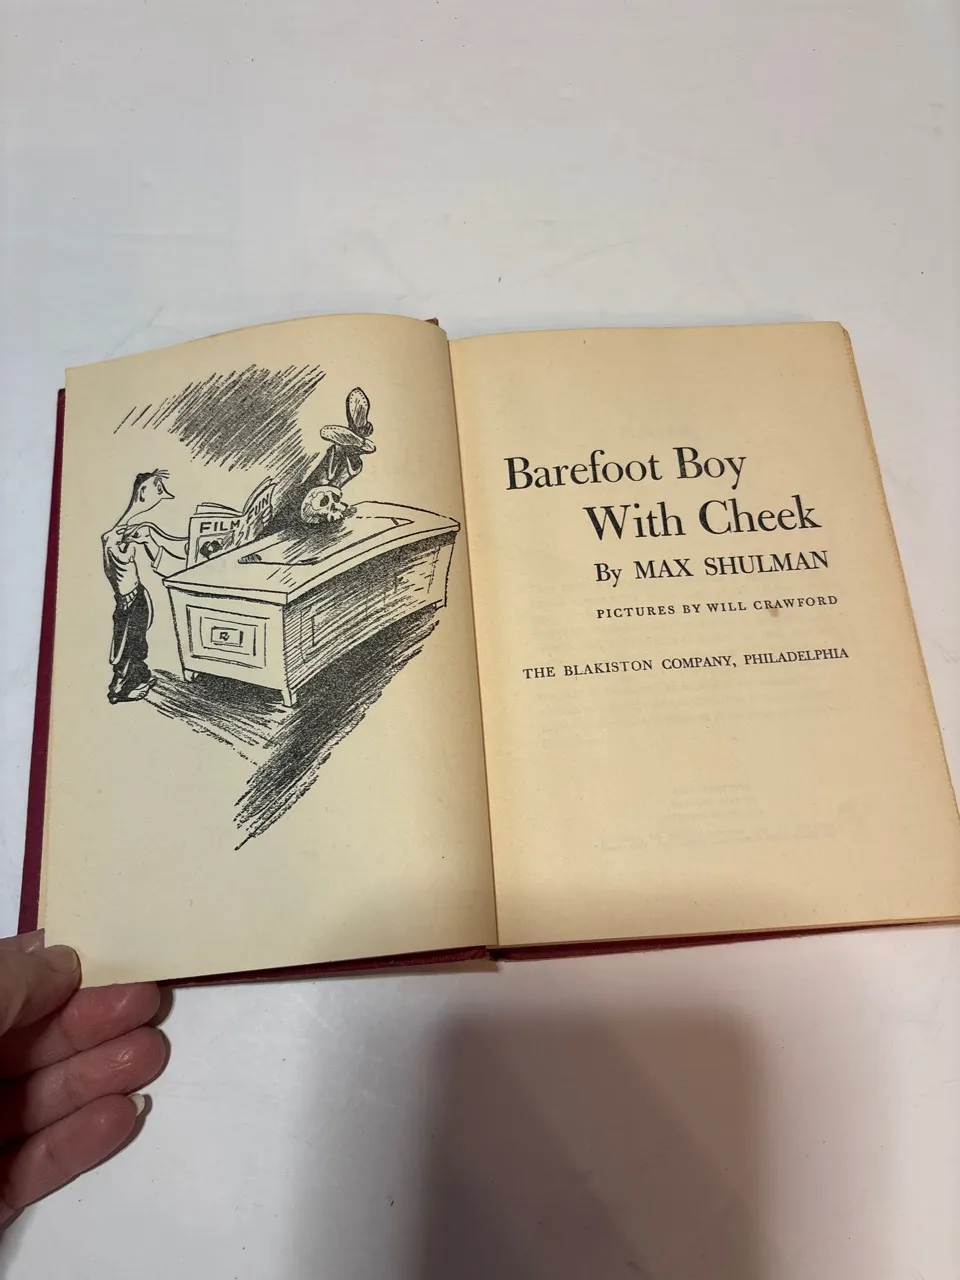 FILM FUN
Barefoot Boy
With Cheek
By MAX SHULMAN
PICTURES BY WILL CRAWFORD
THE BLAKISTON COMPANY, PHILADELPHIA